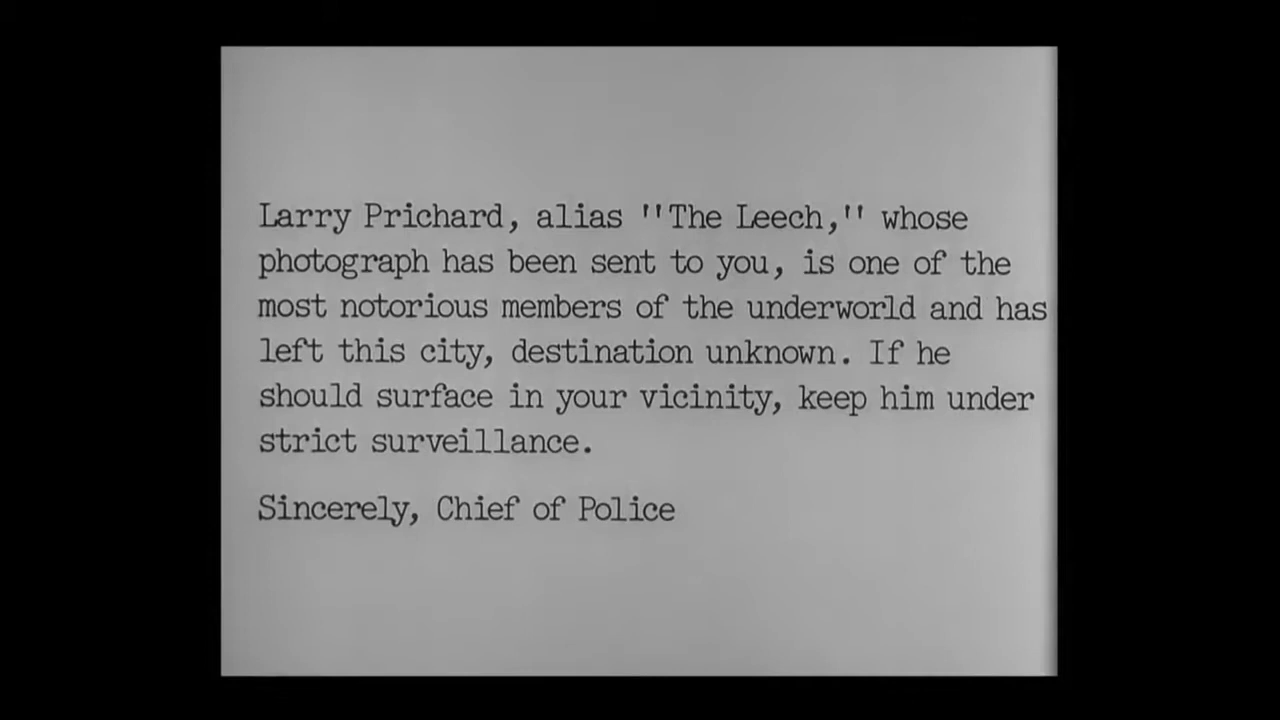 Larry Prichard, alias "The Leech," whose
photograph has been sent to you, is one of the
most notorious members of the underworld and has
left this city, destination unknown. If he
should surface in your vicinity, keep him under
strict surveillance.
Sincerely, Chief of Police